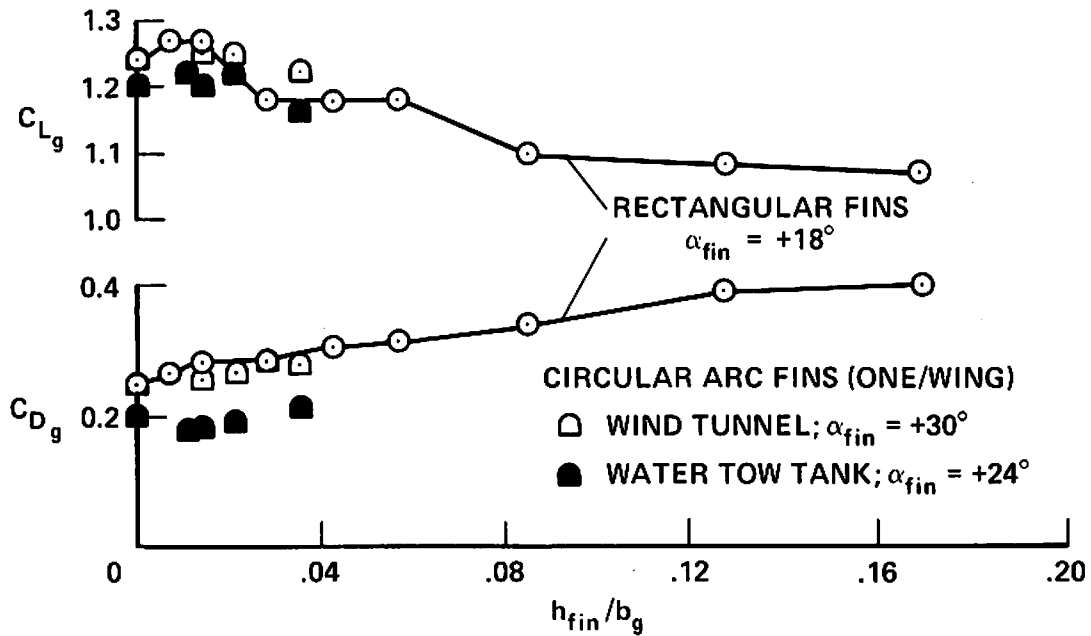 1.3
1.2
C_Lg
1.1
1.0
RECTANGULAR FINS
α_fin = +18°
0.4
C_Dg
0.2
CIRCULAR ARC FINS (ONE/WING)
WIND TUNNEL; α_fin = +30°
WATER TOW TANK; α_fin = +24°
0 .04 .08 .12 .16 .20
h_fin/b_g